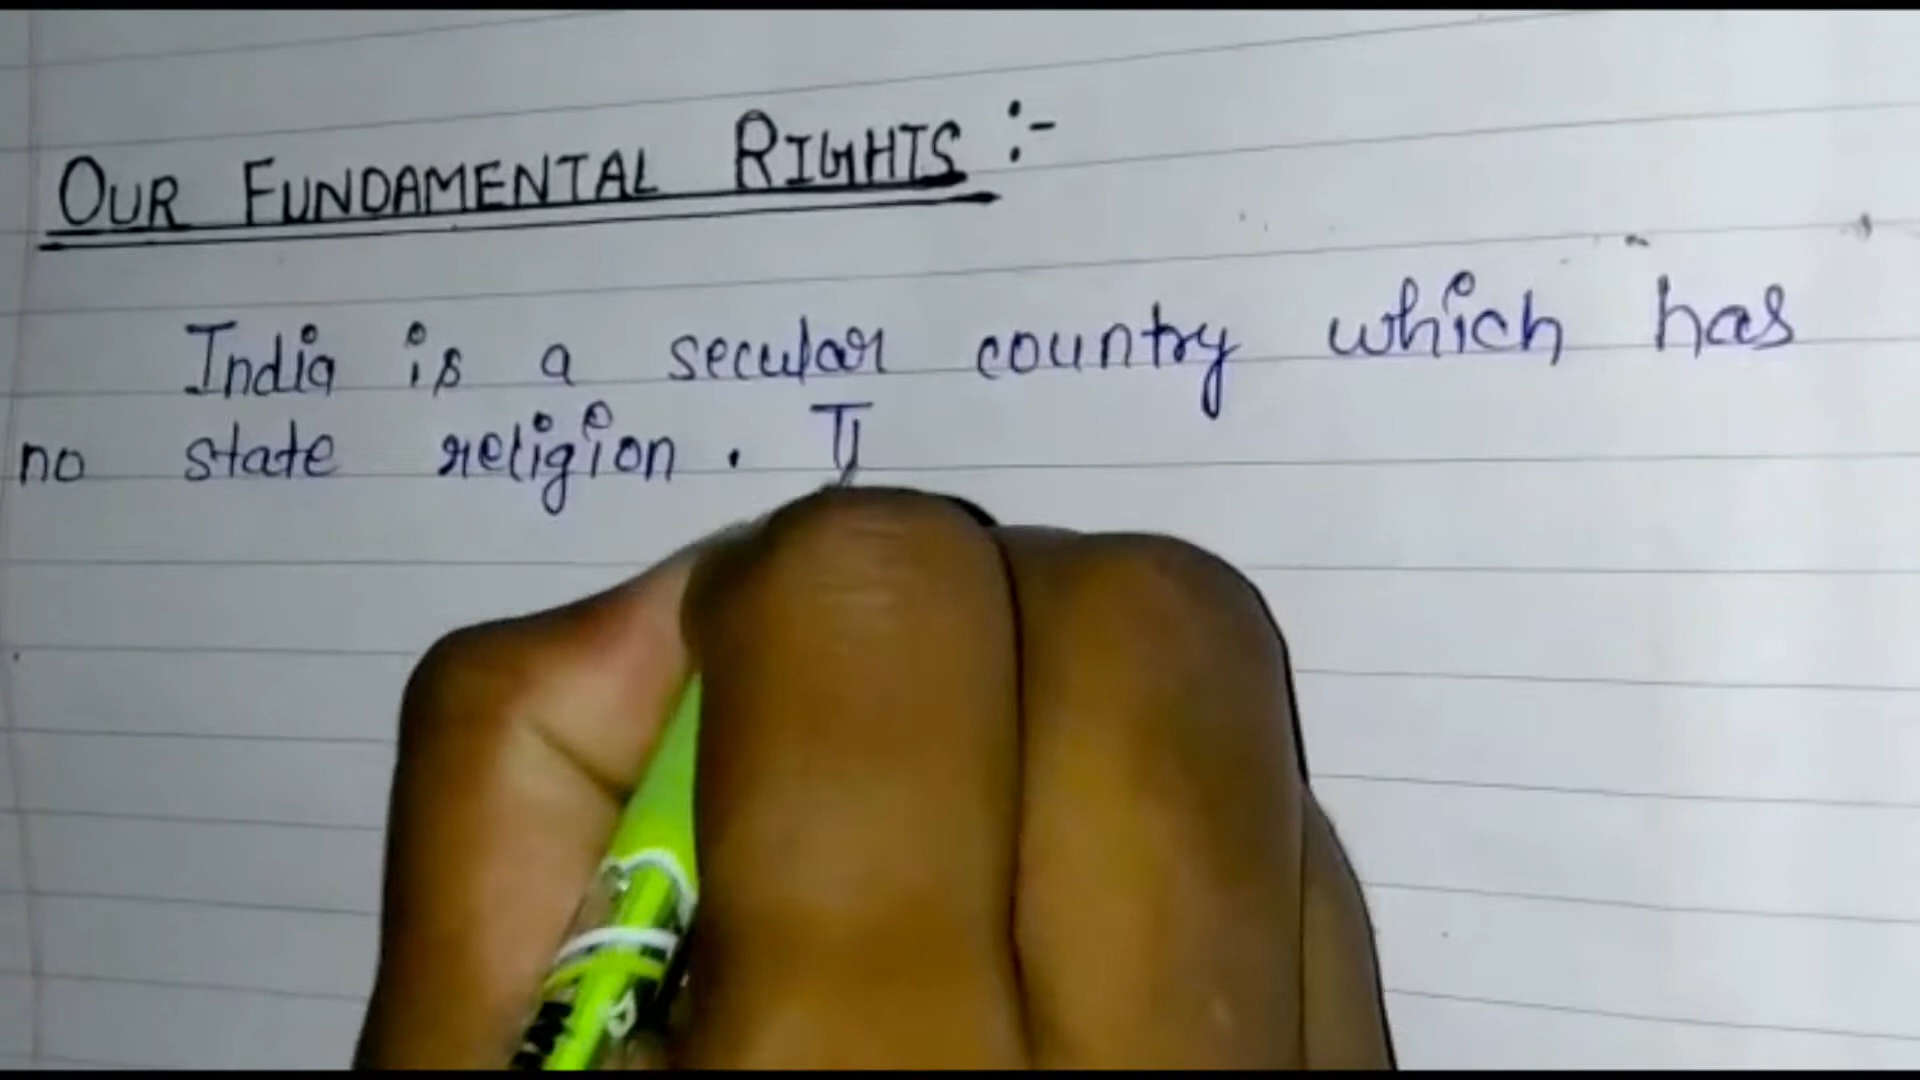 OUR FUNDAMENTAL RIGHTS :-
India is a secular country which has
no state religion.